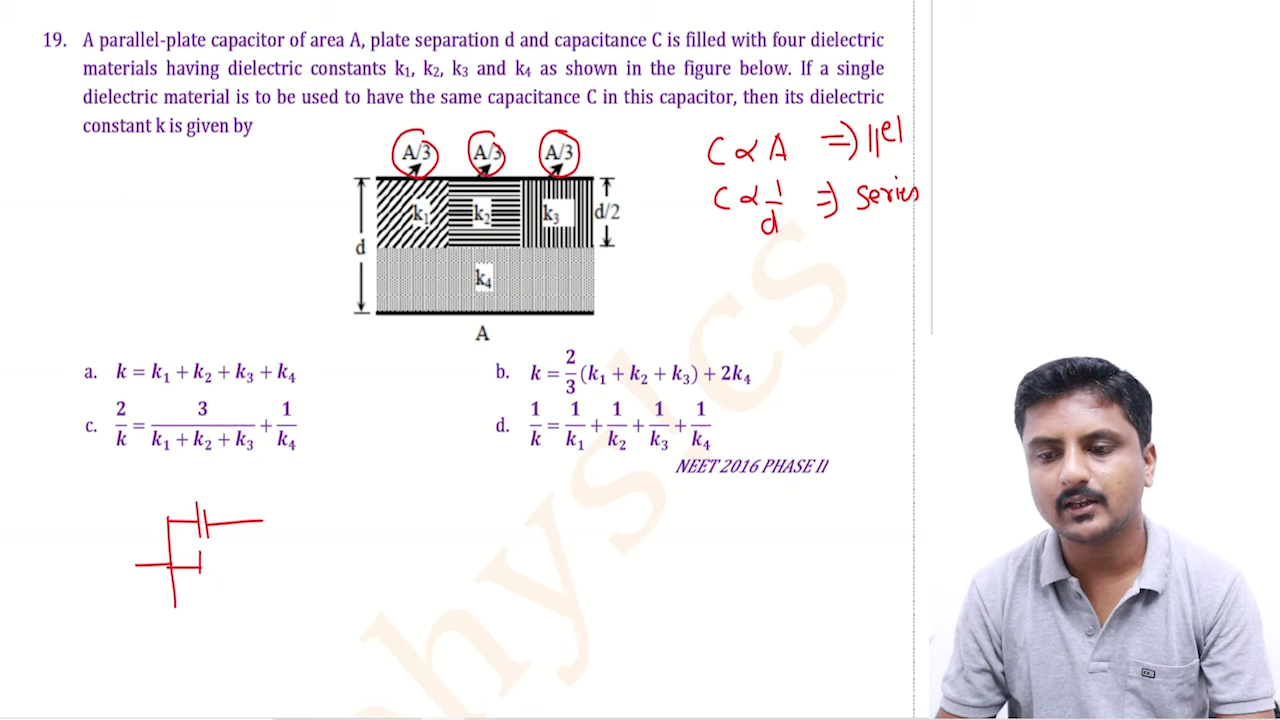 19. A parallel-plate capacitor of area A, plate separation d and capacitance C is filled with four dielectric
materials having dielectric constants k₁, k₂, k₃ and k₄ as shown in the figure below. If a single
dielectric material is to be used to have the same capacitance C in this capacitor, then its dielectric
constant k is given by
A/3 A/3 A/3
C ∝ A ⇒ ||el
C ∝ 1/d ⇒ Series
k₁ k₂ k₃ d/2
d
k₄
A
a. k = k₁ + k₂ + k₃ + k₄
b. k = 2/3 (k₁ + k₂ + k₃) + 2k₄
c. 2/k = 3/(k₁ + k₂ + k₃) + 1/k₄
d. 1/k = 1/k₁ + 1/k₂ + 1/k₃ + 1/k₄
NEET 2016 PHASE II
physics